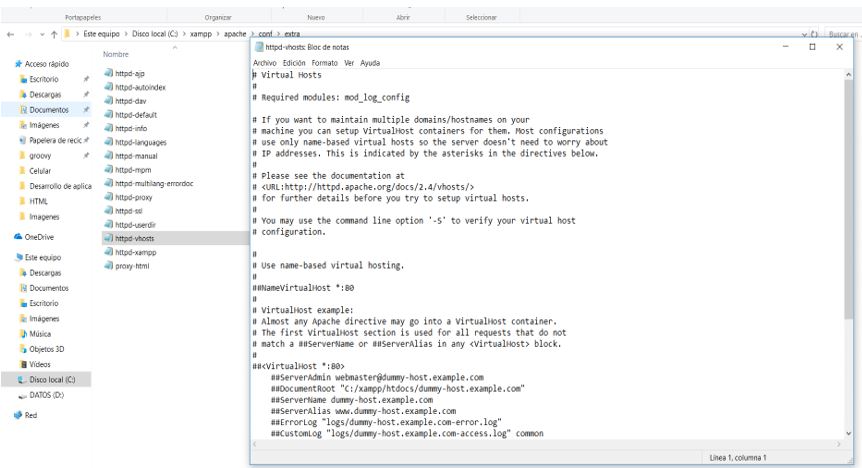 Portapapeles
Organizar
Nuevo
Abrir
Seleccionar
Este equipo > Disco local (C:) > xampp > apache > conf > extra
Buscar en
Nombre
Acceso rápido
Escritorio
Descargas
Documentos
Imágenes
Papelera de recic
groovy
Celular
Desarrollo de aplica
HTML
Imagenes
OneDrive
Este equipo
Descargas
Documentos
Escritorio
Imágenes
Música
Objetos 3D
Vídeos
Disco local (C:)
DATOS (D:)
Red
httpd-ajp
httpd-autoindex
httpd-dav
httpd-default
httpd-info
httpd-languages
httpd-manual
httpd-mpm
httpd-multilang-errordoc
httpd-proxy
httpd-ssl
httpd-userdir
httpd-vhosts
httpd-xampp
proxy-html
httpd-vhosts: Bloc de notas
Archivo Edición Formato Ver Ayuda
# Virtual Hosts
#
# Required modules: mod_log_config

# If you want to maintain multiple domains/hostnames on your
# machine you can setup VirtualHost containers for them. Most configurations
# use only name-based virtual hosts so the server doesn't need to worry about
# IP addresses. This is indicated by the asterisks in the directives below.
#
# Please see the documentation at
# <URL:http://httpd.apache.org/docs/2.4/vhosts/>
# for further details before you try to setup virtual hosts.
#
# You may use the command line option '-S' to verify your virtual host
# configuration.

#
# Use name-based virtual hosting.
#
##NameVirtualHost *:80
#
# VirtualHost example:
# Almost any Apache directive may go into a VirtualHost container.
# The first VirtualHost section is used for all requests that do not
# match a ##ServerName or ##ServerAlias in any <VirtualHost> block.
#
##<VirtualHost *:80>
##ServerAdmin webmaster@dummy-host.example.com
##DocumentRoot "C:/xampp/htdocs/dummy-host.example.com"
##ServerName dummy-host.example.com
##ServerAlias www.dummy-host.example.com
##ErrorLog "logs/dummy-host.example.com-error.log"
##CustomLog "logs/dummy-host.example.com-access.log" common
Línea 1, columna 1